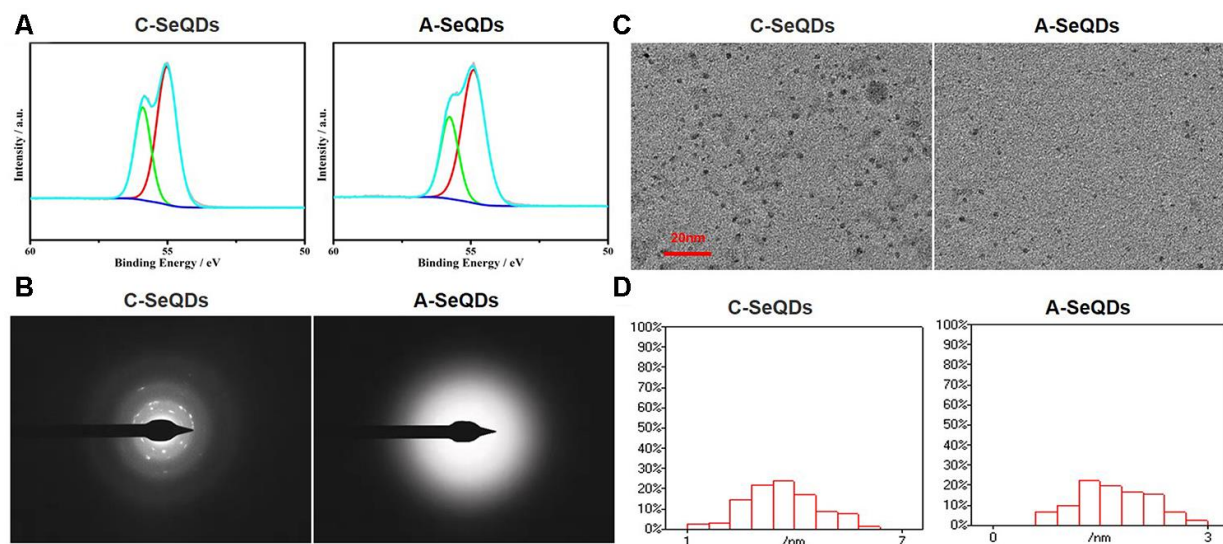 A
C-SeQDs
A-SeQDs
Intensity / a.u.
60
55
50
Binding Energy / eV
Intensity / a.u.
60
55
50
Binding Energy / eV
B
C-SeQDs
A-SeQDs
C
C-SeQDs
A-SeQDs
20nm
D
C-SeQDs
A-SeQDs
100%
90%
80%
70%
60%
50%
40%
30%
20%
10%
0%
1
/nm
7
100%
90%
80%
70%
60%
50%
40%
30%
20%
10%
0%
0
/nm
3